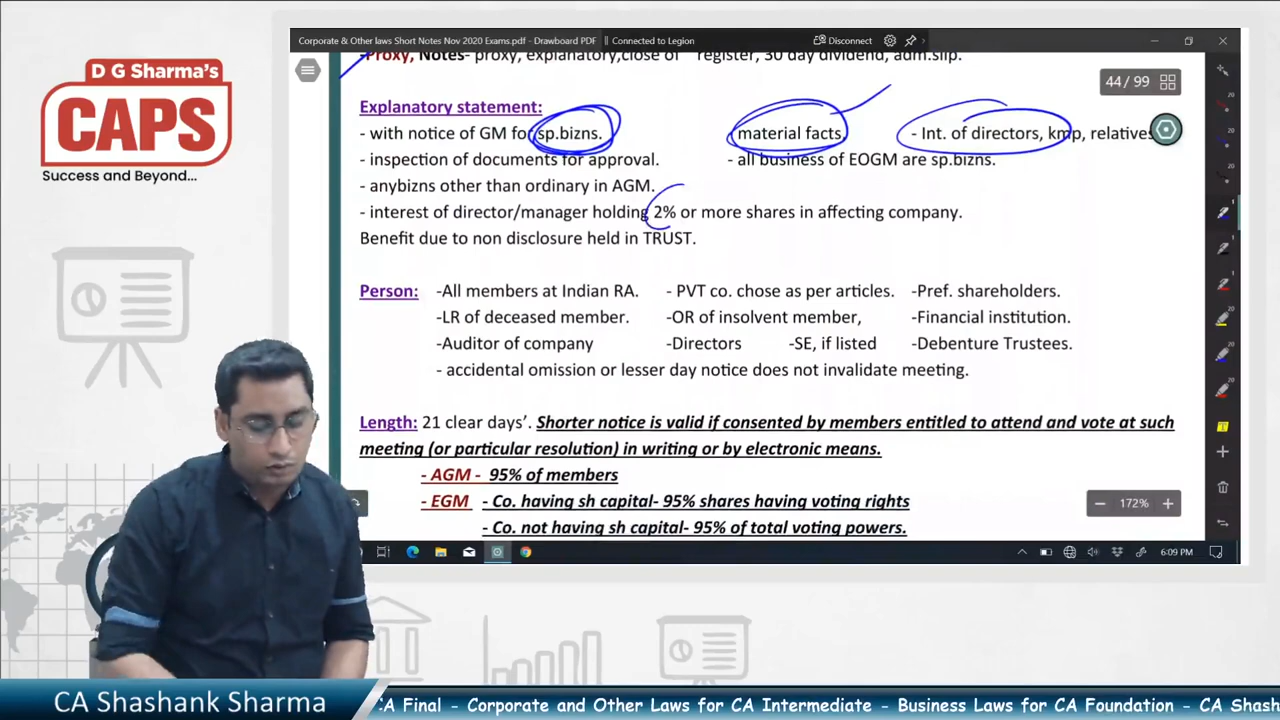 D G Sharma's
CAPS
Success and Beyond...
Corporate & Other laws Short Notes Nov 2020 Exams.pdf - Drawboard PDF
Connected to Legion
Disconnect
Proxy, Notes- proxy, explanatory,close of register, 30 day dividend, adm.slip.
44 / 99
Explanatory statement:
- with notice of GM for sp.bizns. material facts. - Int. of directors, kmp, relatives
- inspection of documents for approval. - all business of EOGM are sp.bizns.
- anybizns other than ordinary in AGM.
- interest of director/manager holding 2% or more shares in affecting company.
Benefit due to non disclosure held in TRUST.
Person: -All members at Indian RA. - PVT co. chose as per articles. -Pref. shareholders.
-LR of deceased member. -OR of insolvent member, -Financial institution.
-Auditor of company -Directors -SE, if listed -Debenture Trustees.
- accidental omission or lesser day notice does not invalidate meeting.
Length: 21 clear days'. Shorter notice is valid if consented by members entitled to attend and vote at such
meeting (or particular resolution) in writing or by electronic means.
- AGM - 95% of members
- EGM - Co. having sh capital- 95% shares having voting rights
172%
- Co. not having sh capital- 95% of total voting powers.
6:09 PM
CA Shashank Sharma
CA Final - Corporate and Other Laws for CA Intermediate - Business Laws for CA Foundation - CA Shash